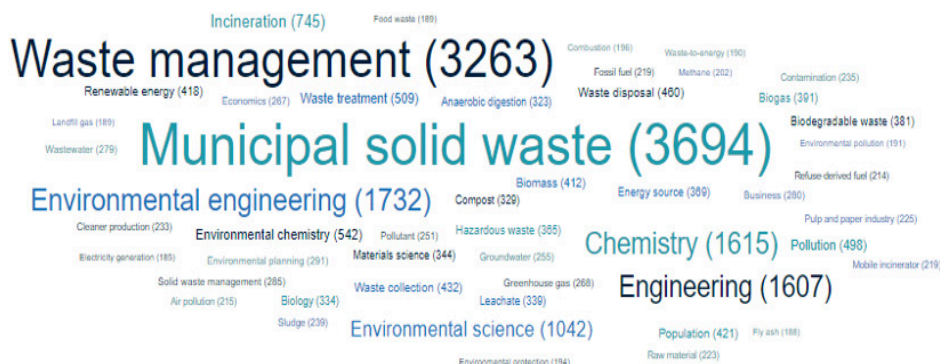 Incineration (745)
Food waste (189)
Waste management (3263)
Combustion (196)
Waste-to-energy (190)
Fossil fuel (219)
Methane (202)
Contamination (235)
Renewable energy (418)
Economics (267)
Waste treatment (509)
Anaerobic digestion (323)
Waste disposal (460)
Biogas (391)
Landfill gas (189)
Biodegradable waste (381)
Wastewater (279)
Municipal solid waste (3694)
Environmental pollution (191)
Refuse-derived fuel (214)
Environmental engineering (1732)
Biomass (412)
Compost (329)
Energy source (369)
Business (260)
Pulp and paper industry (225)
Cleaner production (233)
Environmental chemistry (542)
Pollutant (251)
Hazardous waste (365)
Chemistry (1615)
Pollution (498)
Electricity generation (185)
Environmental planning (291)
Materials science (344)
Groundwater (255)
Mobile incinerator (219)
Solid waste management (265)
Waste collection (432)
Greenhouse gas (268)
Engineering (1607)
Air pollution (215)
Biology (334)
Leachate (339)
Sludge (239)
Environmental science (1042)
Population (421)
Fly ash (188)
Raw material (223)
Environmental protection (194)